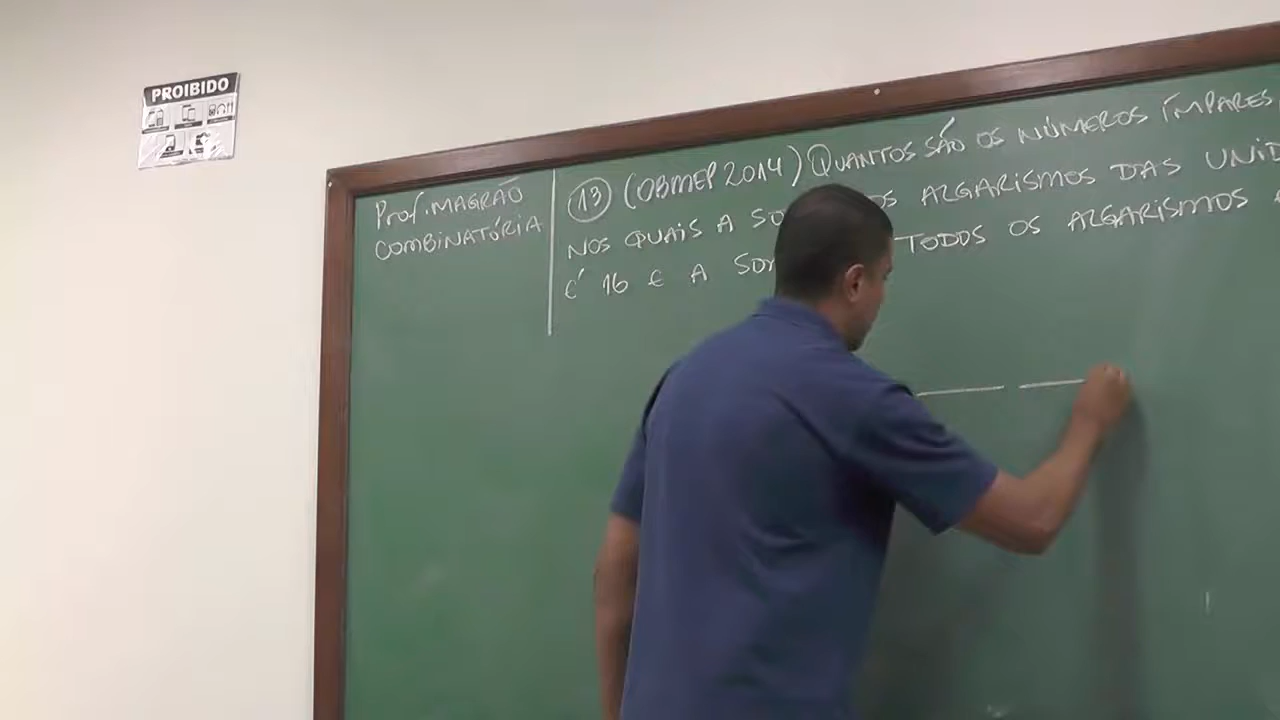 PROIBIDO
Prof. MAGRÃO
COMBINATÓRIA
13 (OBMEP 2014) QUANTOS SÃO OS NÚMEROS ÍMPARES
NOS QUAIS A SO OS ALGARISMOS DAS UNID
É 16 E A SO TODOS OS ALGARISMOS